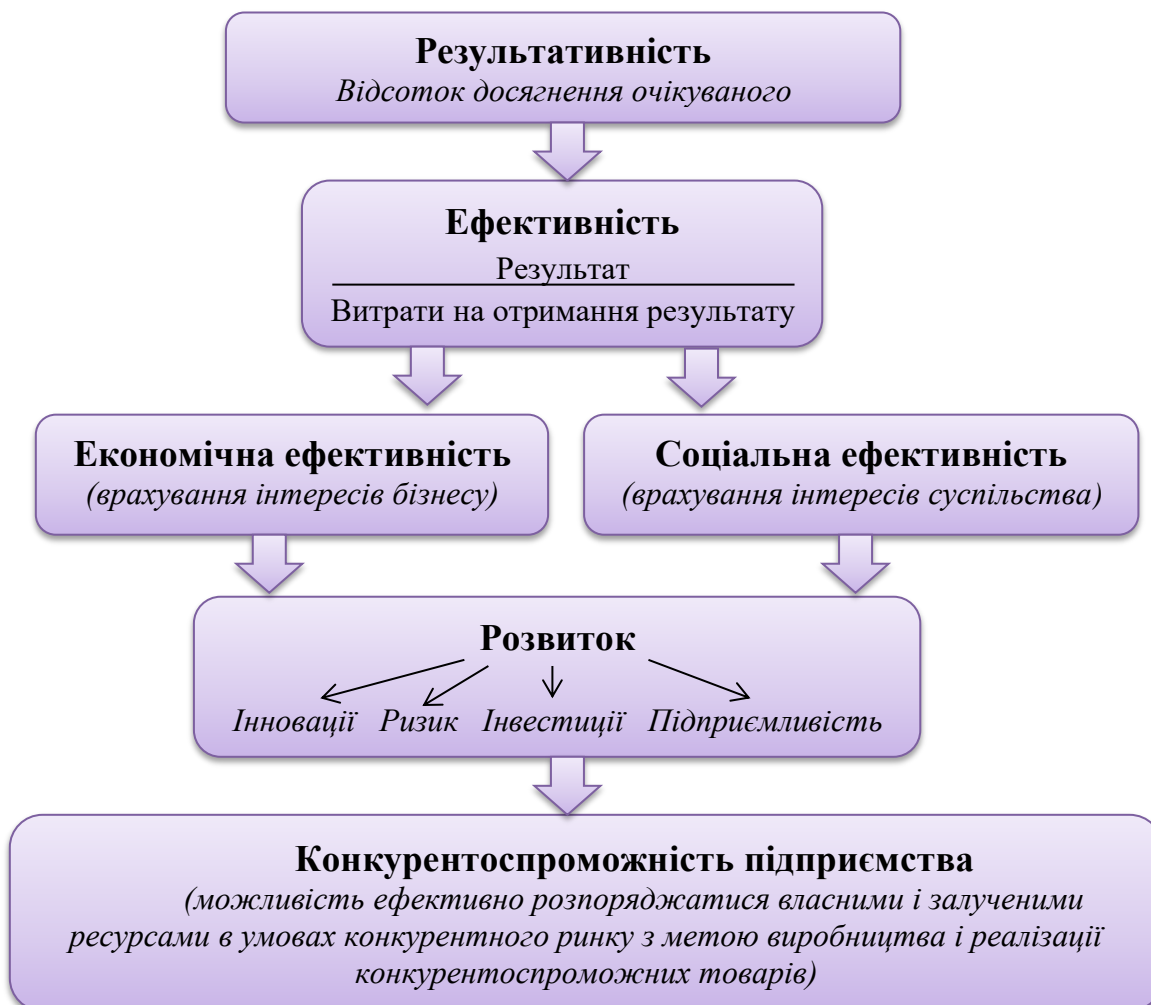 Результативність
Відсоток досягнення очікуваного
Ефективність
Результат
Витрати на отримання результату
Економічна ефективність
(врахування інтересів бізнесу)
Соціальна ефективність
(врахування інтересів суспільства)
Розвиток
Інновації Ризик Інвестиції Підприємливість
Конкурентоспроможність підприємства
(можливість ефективно розпоряджатися власними і залученими
ресурсами в умовах конкурентного ринку з метою виробництва і реалізації
конкурентоспроможних товарів)